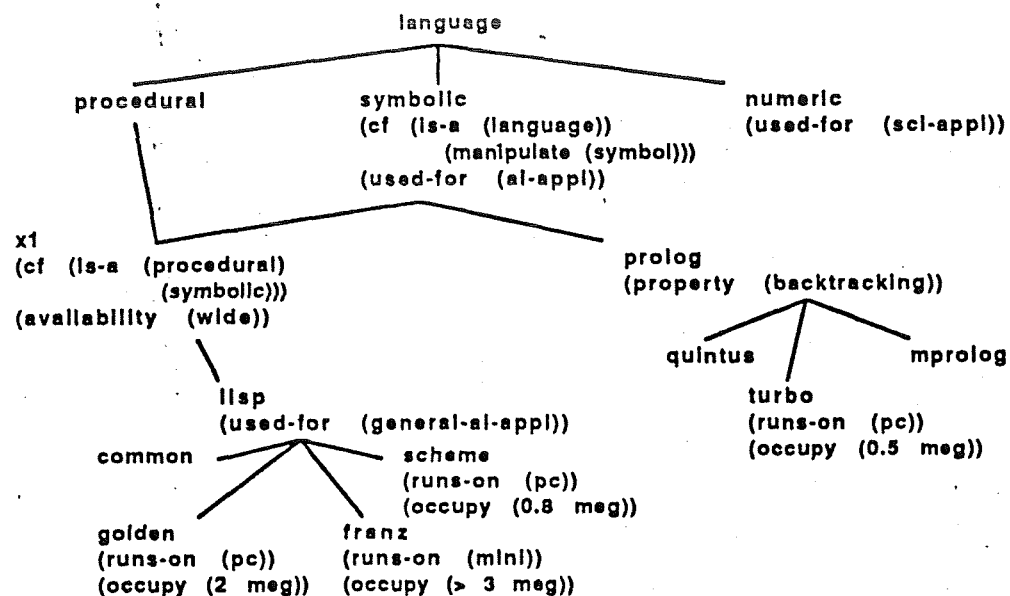 language
procedural
symbolic
(cf (is-a (language))
(manipulate (symbol)))
(used-for (ai-appl))
numeric
(used-for (sci-appl))
x1
(cf (is-a (procedural)
(symbolic)))
(availability (wide))
prolog
(property (backtracking))
quintus
mprolog
turbo
(runs-on (pc))
(occupy (0.5 meg))
lisp
(used-for (general-ai-appl))
common
scheme
(runs-on (pc))
(occupy (0.8 meg))
golden
(runs-on (pc))
(occupy (2 meg))
franz
(runs-on (mini))
(occupy (> 3 meg))